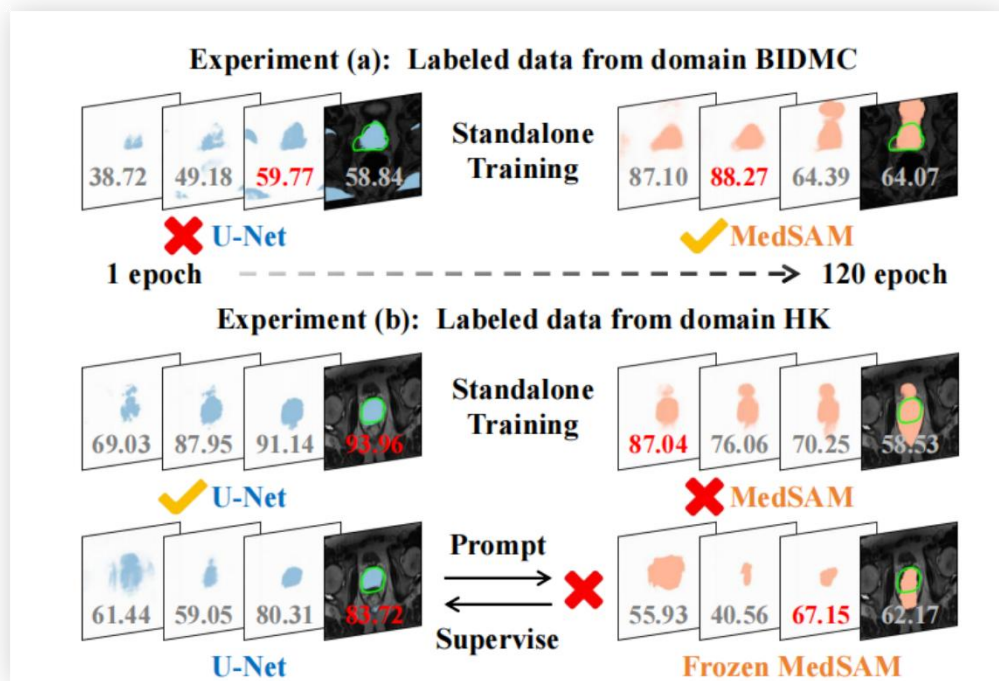 Experiment (a): Labeled data from domain BIDMC
38.72 49.18 59.77 58.84
Standalone
Training
87.10 88.27 64.39 64.07
U-Net
MedSAM
1 epoch
120 epoch
Experiment (b): Labeled data from domain HK
69.03 87.95 91.14 93.96
Standalone
Training
87.04 76.06 70.25 58.53
U-Net
MedSAM
61.44 59.05 80.31 83.72
Prompt
Supervise
55.93 40.56 67.15 62.17
U-Net
Frozen MedSAM